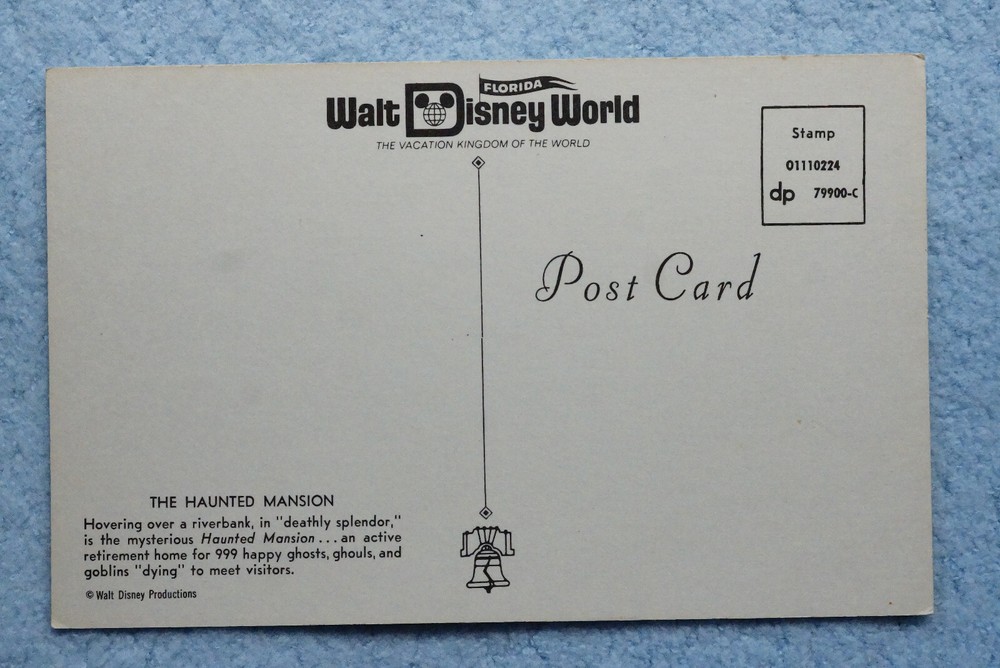 FLORIDA
Walt Disney World
THE VACATION KINGDOM OF THE WORLD
Stamp
01110224
dp 79900-C
Post Card
THE HAUNTED MANSION
Hovering over a riverbank, in "deathly splendor,"
is the mysterious Haunted Mansion . . . an active
retirement home for 999 happy ghosts, ghouls, and
goblins "dying" to meet visitors.
© Walt Disney Productions